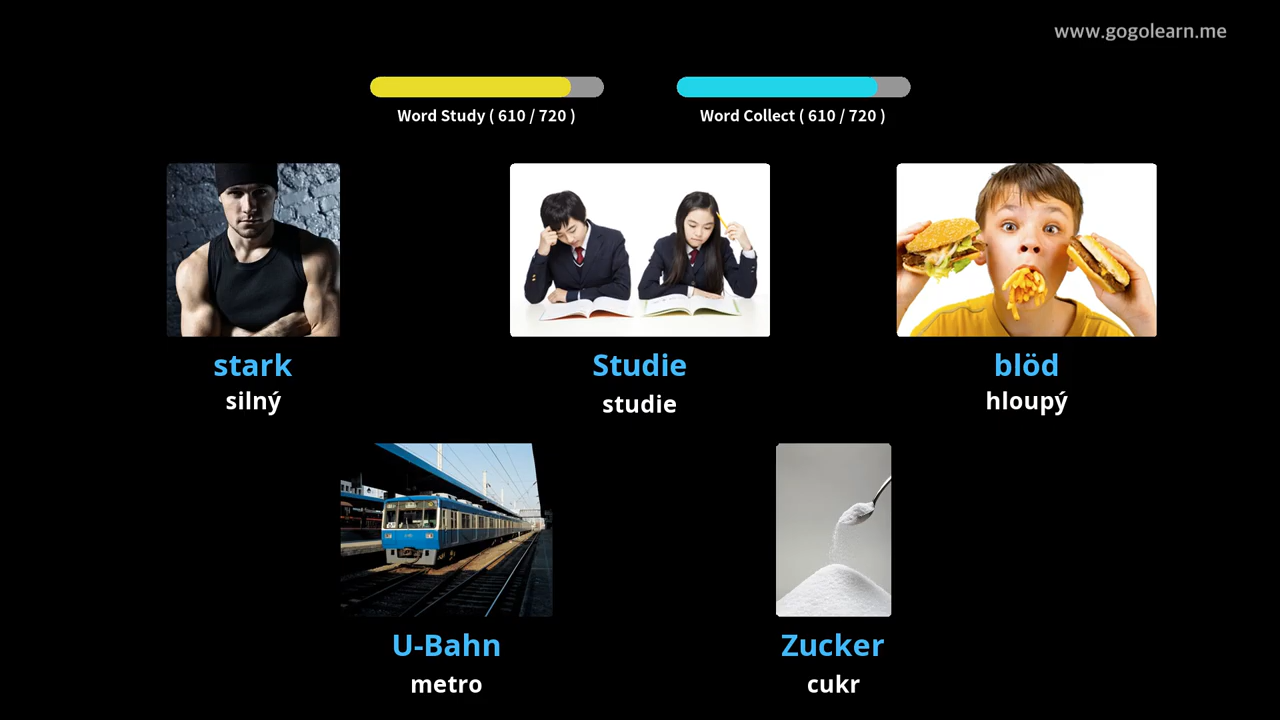 www.gogolearn.me
Word Study ( 610 / 720 )
Word Collect ( 610 / 720 )
stark
silný
Studie
studie
blöd
hloupý
U-Bahn
metro
Zucker
cukr